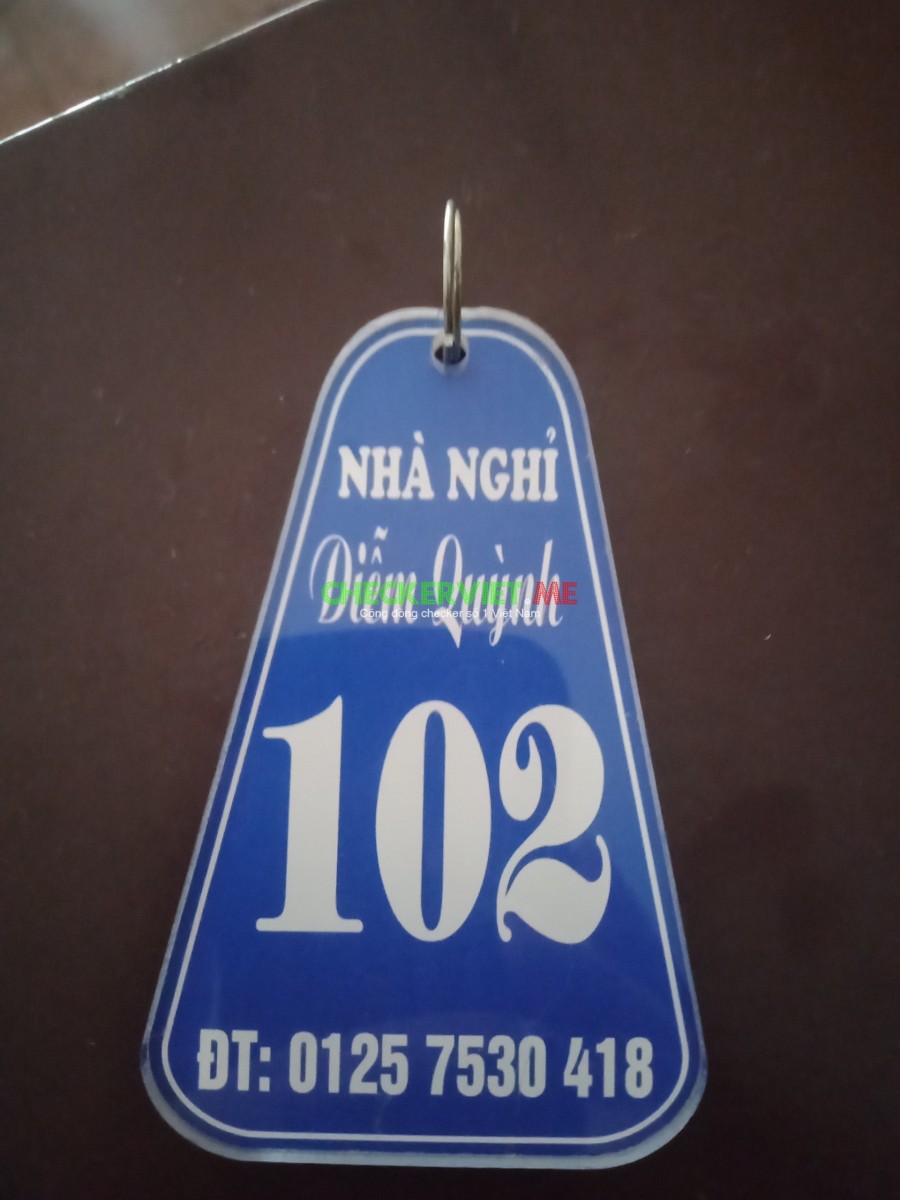 NHÀ NGHỈ
Diễm Quỳnh
CHECKERVIET.ME
Cộng đồng checker số 1 Việt Nam
102
ĐT: 0125 7530 418